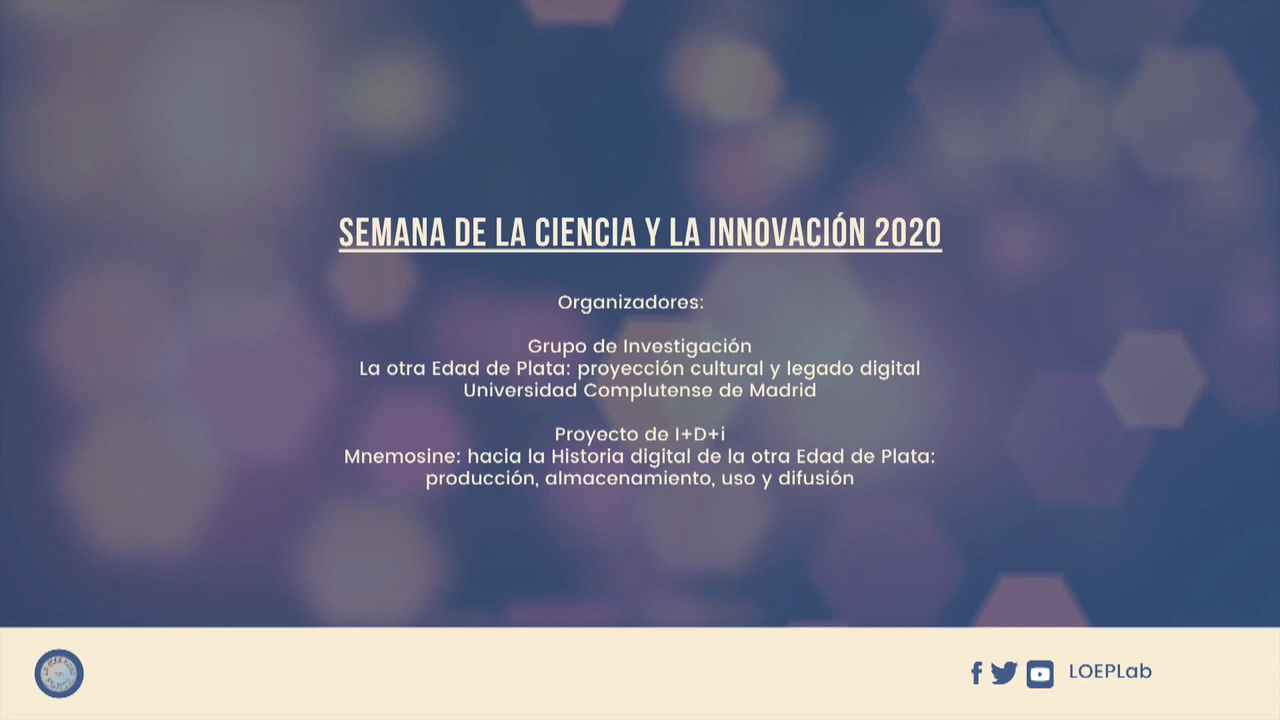 SEMANA DE LA CIENCIA Y LA INNOVACIÓN 2020
Organizadores:
Grupo de Investigación
La otra Edad de Plata: proyección cultural y legado digital
Universidad Complutense de Madrid
Proyecto de I+D+i
Mnemosine: hacia la Historia digital de la otra Edad de Plata:
producción, almacenamiento, uso y difusión
LOEPLab